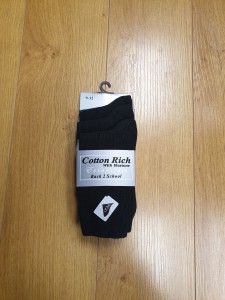 Cotton Rich
With Elastane
Back 2 School